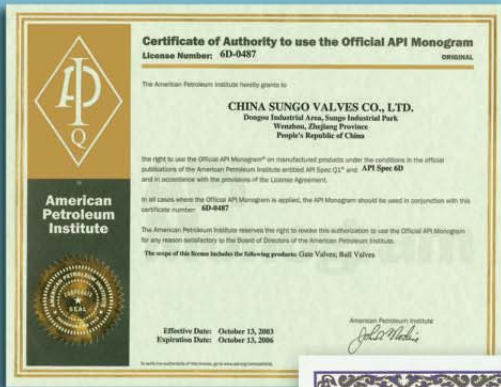 API
Q
American
Petroleum
Institute
AMERICAN PETROLEUM INSTITUTE
CORPORATE
SEAL
Certificate of Authority to use the Official API Monogram
License Number: 6D-0487
ORIGINAL
The American Petroleum Institute hereby grants to
CHINA SUNGO VALVES CO., LTD.
Dongou Industrial Area, Sungo Industrial Park
Wenzhou, Zhejiang Province
People's Republic of China
the right to use the Official API Monogram® on manufactured products under the conditions in the official
publications of the American Petroleum Institute entitled API Spec Q1® and API Spec 6D
and in accordance with the provisions of the License Agreement.
In all cases where the Official API Monogram is applied, the API Monogram should be used in conjunction with this
certificate number: 6D-0487
The American Petroleum Institute reserves the right to revoke this authorization to use the Official API Monogram
for any reason satisfactory to the Board of Directors of the American Petroleum Institute.
The scope of this license includes the following products: Gate Valves; Ball Valves
Effective Date: October 13, 2003
Expiration Date: October 13, 2006
American Petroleum Institute